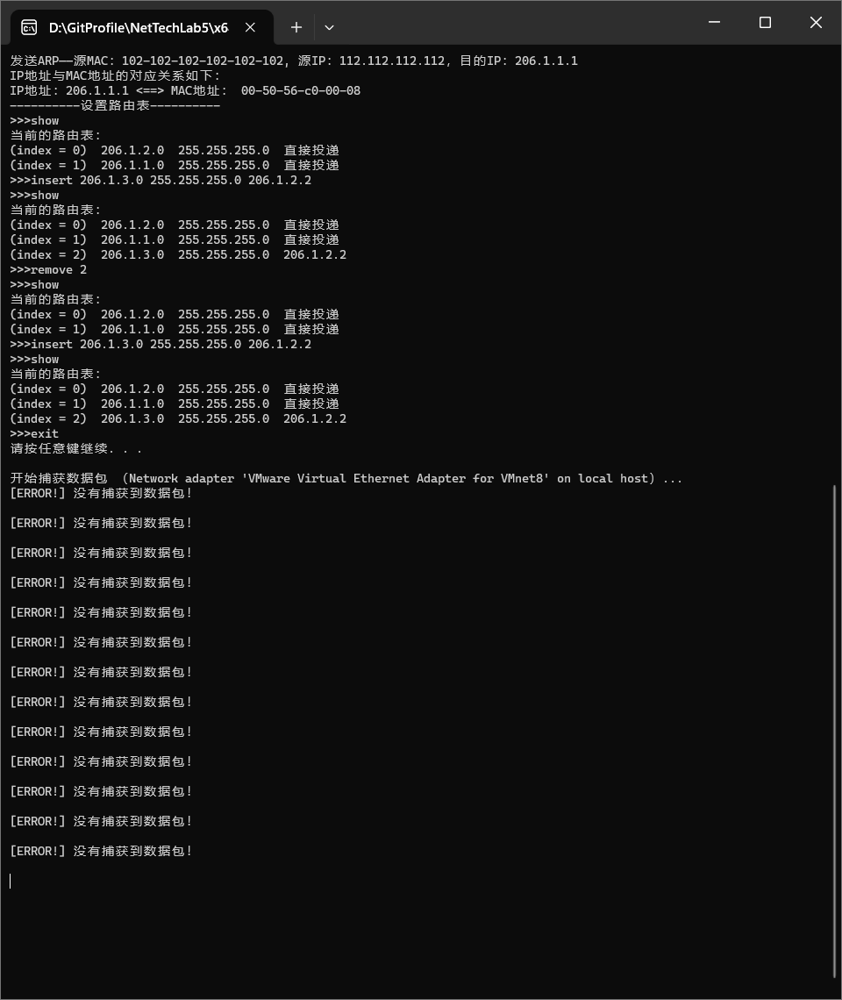 D:\GitProfile\NetTechLab5\x6
发送ARP——源MAC：102-102-102-102-102-102，源IP：112.112.112.112，目的IP：206.1.1.1
IP地址与MAC地址的对应关系如下：
IP地址：206.1.1.1 <==> MAC地址： 00-50-56-c0-00-08
----------设置路由表----------
>>>show
当前的路由表：
(index = 0)  206.1.2.0  255.255.255.0  直接投递
(index = 1)  206.1.1.0  255.255.255.0  直接投递
>>>insert 206.1.3.0 255.255.255.0 206.1.2.2
>>>show
当前的路由表：
(index = 0)  206.1.2.0  255.255.255.0  直接投递
(index = 1)  206.1.1.0  255.255.255.0  直接投递
(index = 2)  206.1.3.0  255.255.255.0  206.1.2.2
>>>remove 2
>>>show
当前的路由表：
(index = 0)  206.1.2.0  255.255.255.0  直接投递
(index = 1)  206.1.1.0  255.255.255.0  直接投递
>>>insert 206.1.3.0 255.255.255.0 206.1.2.2
>>>show
当前的路由表：
(index = 0)  206.1.2.0  255.255.255.0  直接投递
(index = 1)  206.1.1.0  255.255.255.0  直接投递
(index = 2)  206.1.3.0  255.255.255.0  206.1.2.2
>>>exit
请按任意键继续. . .
开始捕获数据包 （Network adapter 'VMware Virtual Ethernet Adapter for VMnet8' on local host）...
[ERROR!] 没有捕获到数据包！
[ERROR!] 没有捕获到数据包！
[ERROR!] 没有捕获到数据包！
[ERROR!] 没有捕获到数据包！
[ERROR!] 没有捕获到数据包！
[ERROR!] 没有捕获到数据包！
[ERROR!] 没有捕获到数据包！
[ERROR!] 没有捕获到数据包！
[ERROR!] 没有捕获到数据包！
[ERROR!] 没有捕获到数据包！
[ERROR!] 没有捕获到数据包！
[ERROR!] 没有捕获到数据包！
[ERROR!] 没有捕获到数据包！